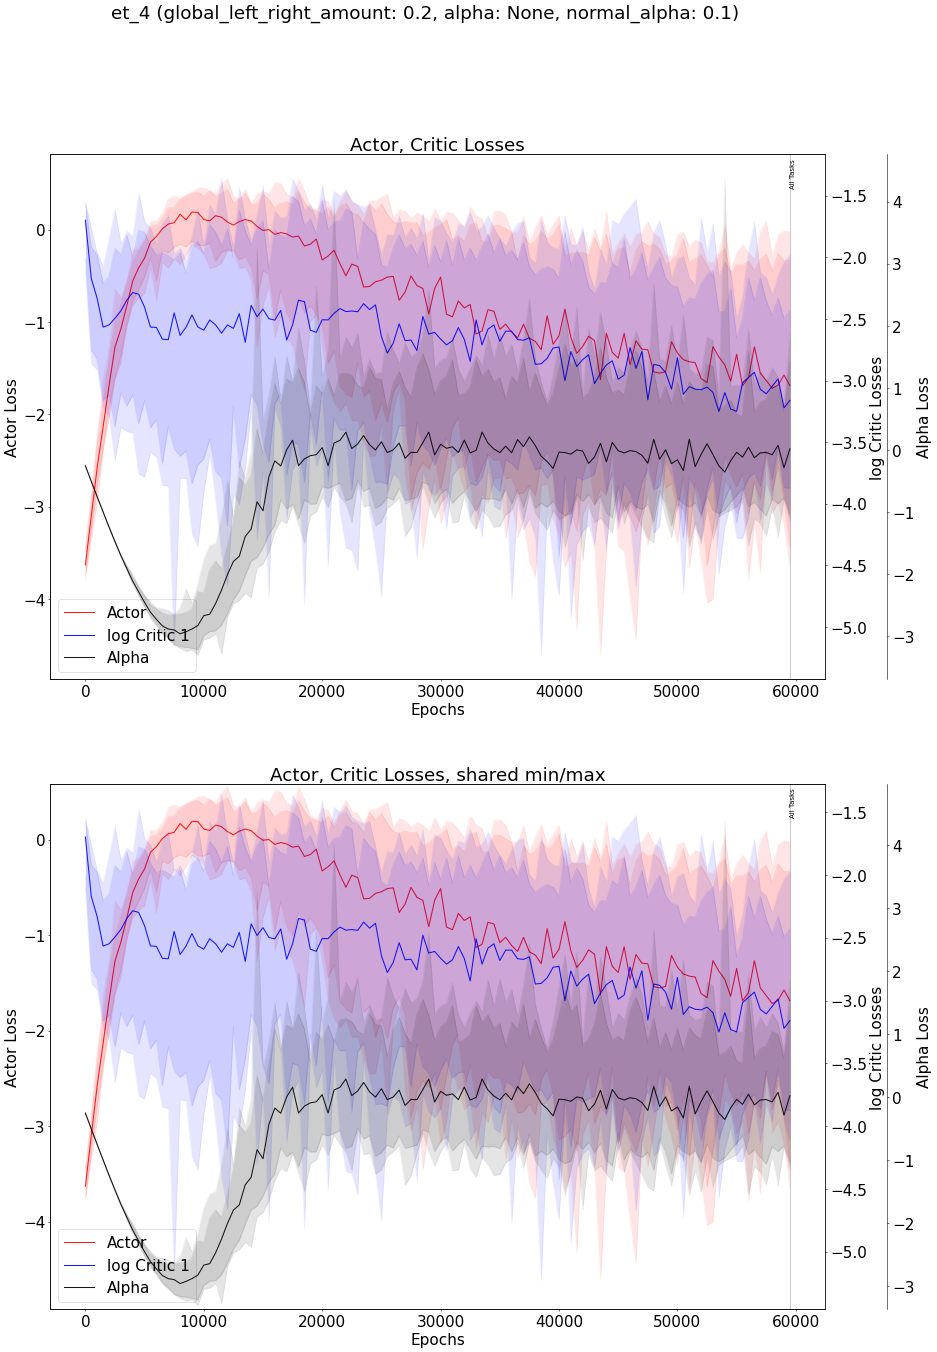 et_4 (global_left_right_amount: 0.2, alpha: None, normal_alpha: 0.1)
Actor, Critic Losses
All Tasks
0
−1
−2
−3
−4
Actor Loss
−1.5
−2.0
−2.5
−3.0
−3.5
−4.0
−4.5
−5.0
log Critic Losses
4
3
2
1
0
−1
−2
−3
Alpha Loss
Actor
log Critic 1
Alpha
0 10000 20000 30000 40000 50000 60000
Epochs
Actor, Critic Losses, shared min/max
All Tasks
0
−1
−2
−3
−4
Actor Loss
−1.5
−2.0
−2.5
−3.0
−3.5
−4.0
−4.5
−5.0
log Critic Losses
4
3
2
1
0
−1
−2
−3
Alpha Loss
Actor
log Critic 1
Alpha
0 10000 20000 30000 40000 50000 60000
Epochs